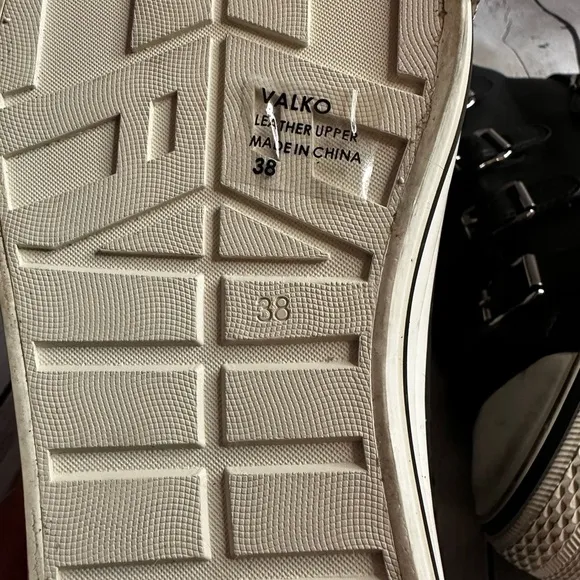 VALKO
LEATHER UPPER
MADE IN CHINA
38
38